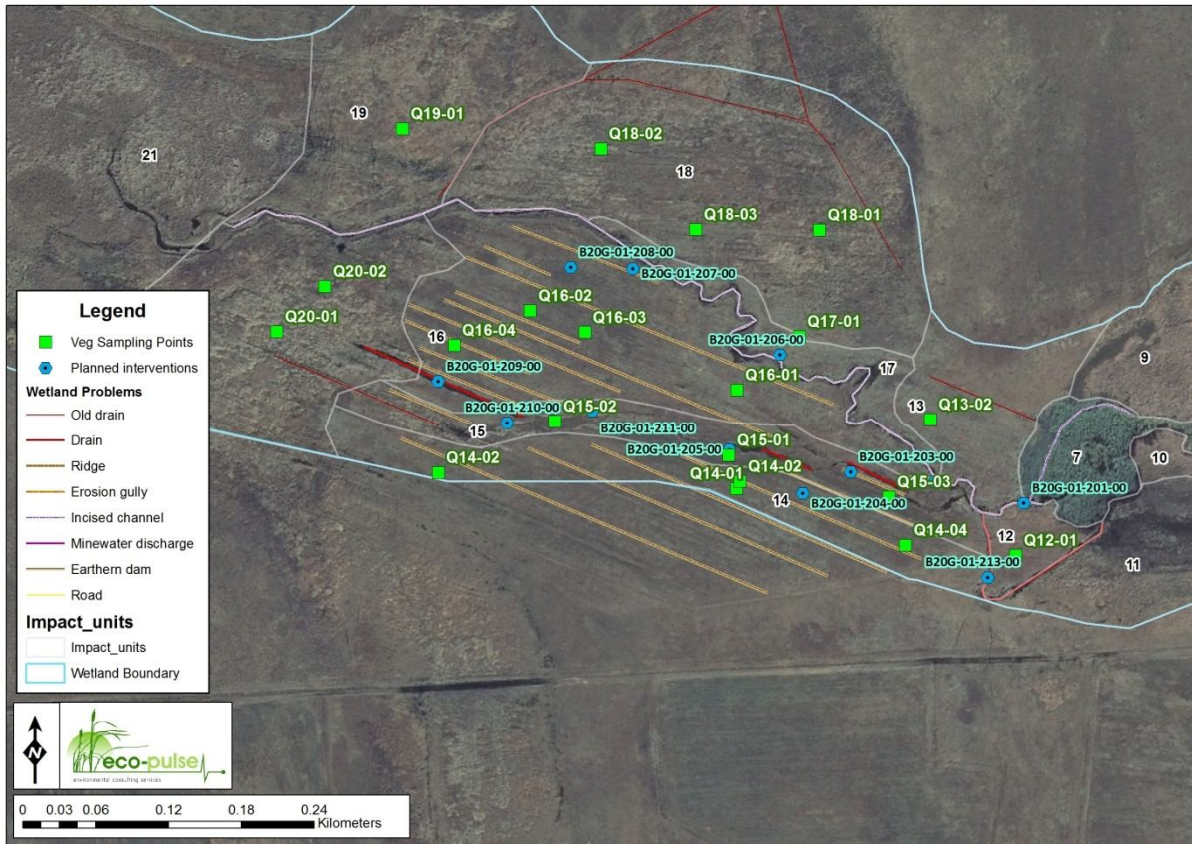 19
Q19-01
Q18-02
21
18
Q18-03
Q18-01
B20G-01-208-00
B20G-01-207-00
Q20-02
Q16-02
Q20-01
Q16-03
Q17-01
16
Q16-04
B20G-01-206-00
9
17
B20G-01-209-00
Q16-01
13
Q13-02
B20G-01-210-00
Q15-02
15
B20G-01-211-00
Q15-01
B20G-01-205-00
7
10
Q14-02
Q14-01
Q14-02
B20G-01-203-00
Q15-03
B20G-01-201-00
14
B20G-01-204-00
12
Q14-04
Q12-01
B20G-01-213-00
11
Legend
Veg Sampling Points
Planned interventions
Wetland Problems
Old drain
Drain
Ridge
Erosion gully
Incised channel
Minewater discharge
Earthern dam
Road
Impact_units
Impact_units
Wetland Boundary
N
eco-pulse
environmental consulting services
0 0.03 0.06 0.12 0.18 0.24
Kilometers